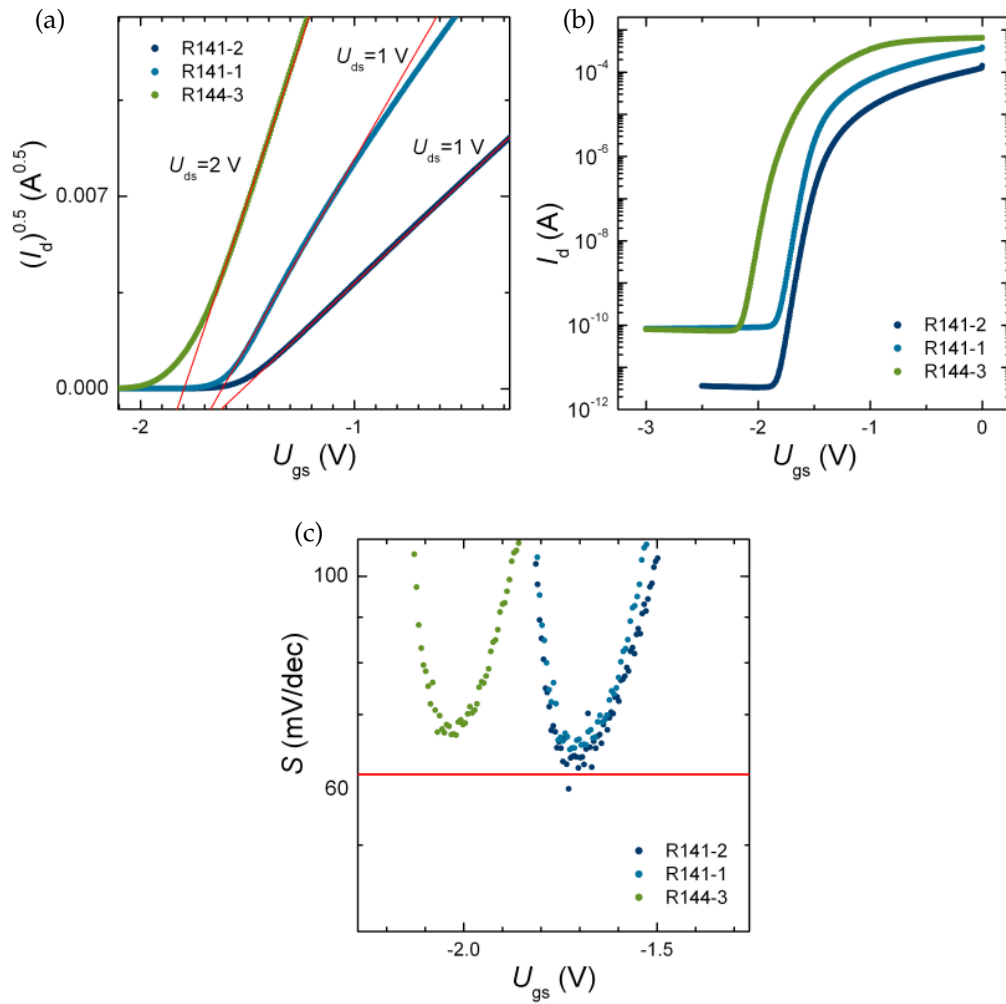 (a)
R141-2
R141-1
R144-3
U_ds=1 V
U_ds=2 V
U_ds=1 V
(I_d)^0.5 (A^0.5)
0.007
0.000
-2
-1
U_gs (V)
(b)
I_d (A)
10^-4
10^-6
10^-8
10^-10
10^-12
R141-2
R141-1
R144-3
-3
-2
-1
0
U_gs (V)
(c)
S (mV/dec)
100
60
R141-2
R141-1
R144-3
-2.0
-1.5
U_gs (V)